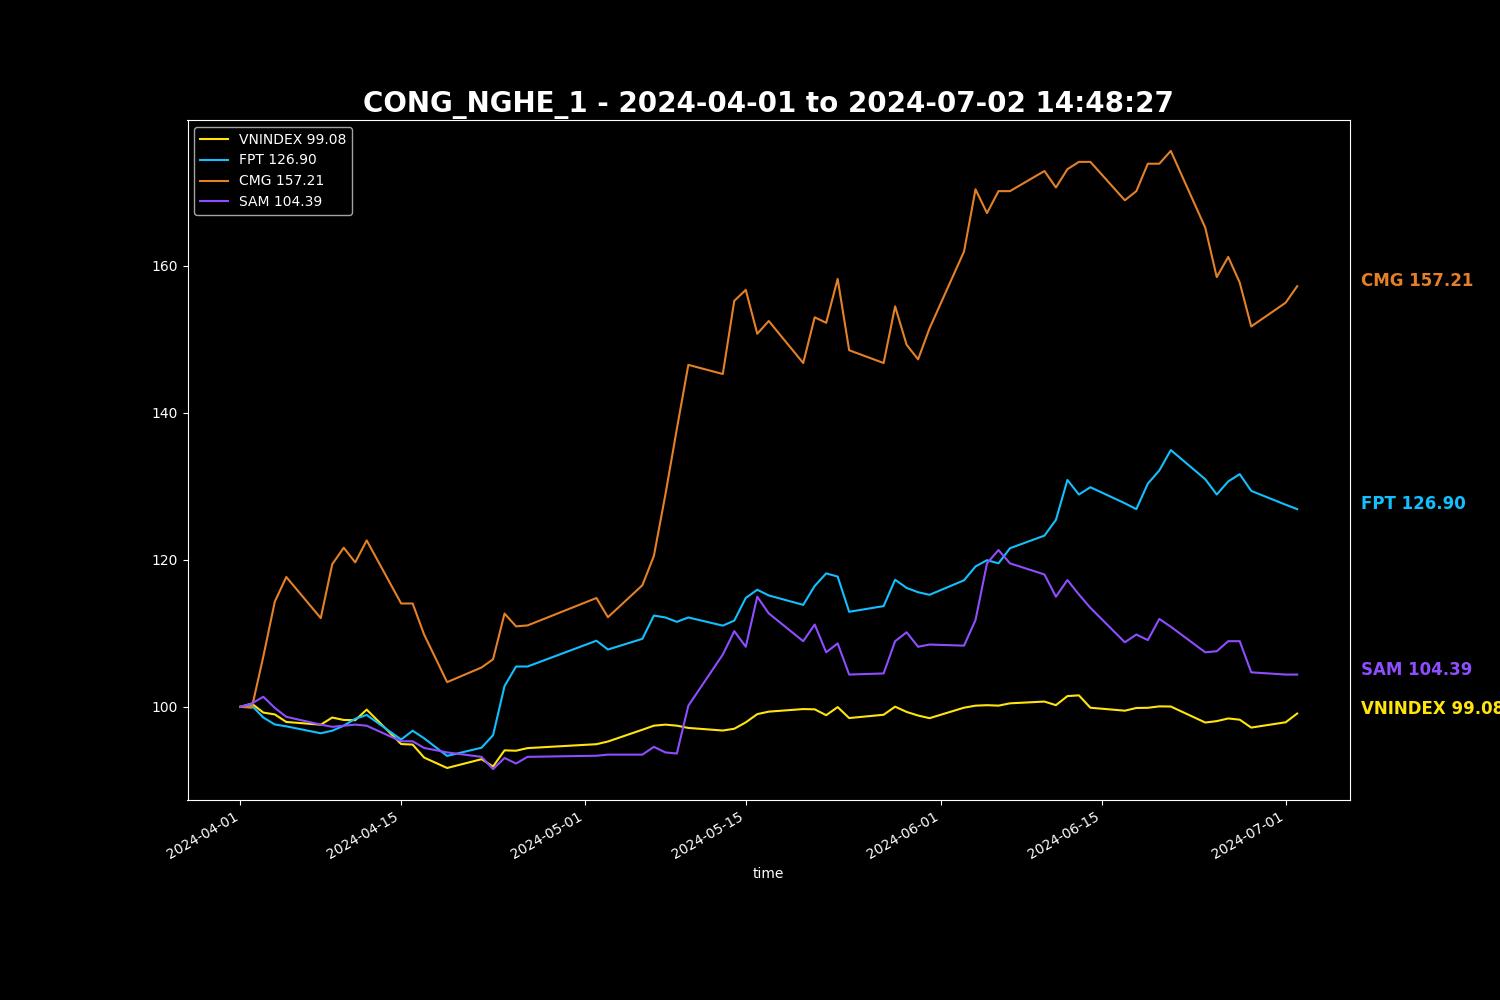 CONG_NGHE_1 - 2024-04-01 to 2024-07-02 14:48:27
VNINDEX 99.08
FPT 126.90
CMG 157.21
SAM 104.39
160
140
120
100
CMG 157.21
FPT 126.90
SAM 104.39
VNINDEX 99.08
2024-04-01
2024-04-15
2024-05-01
2024-05-15
2024-06-01
2024-06-15
2024-07-01
time